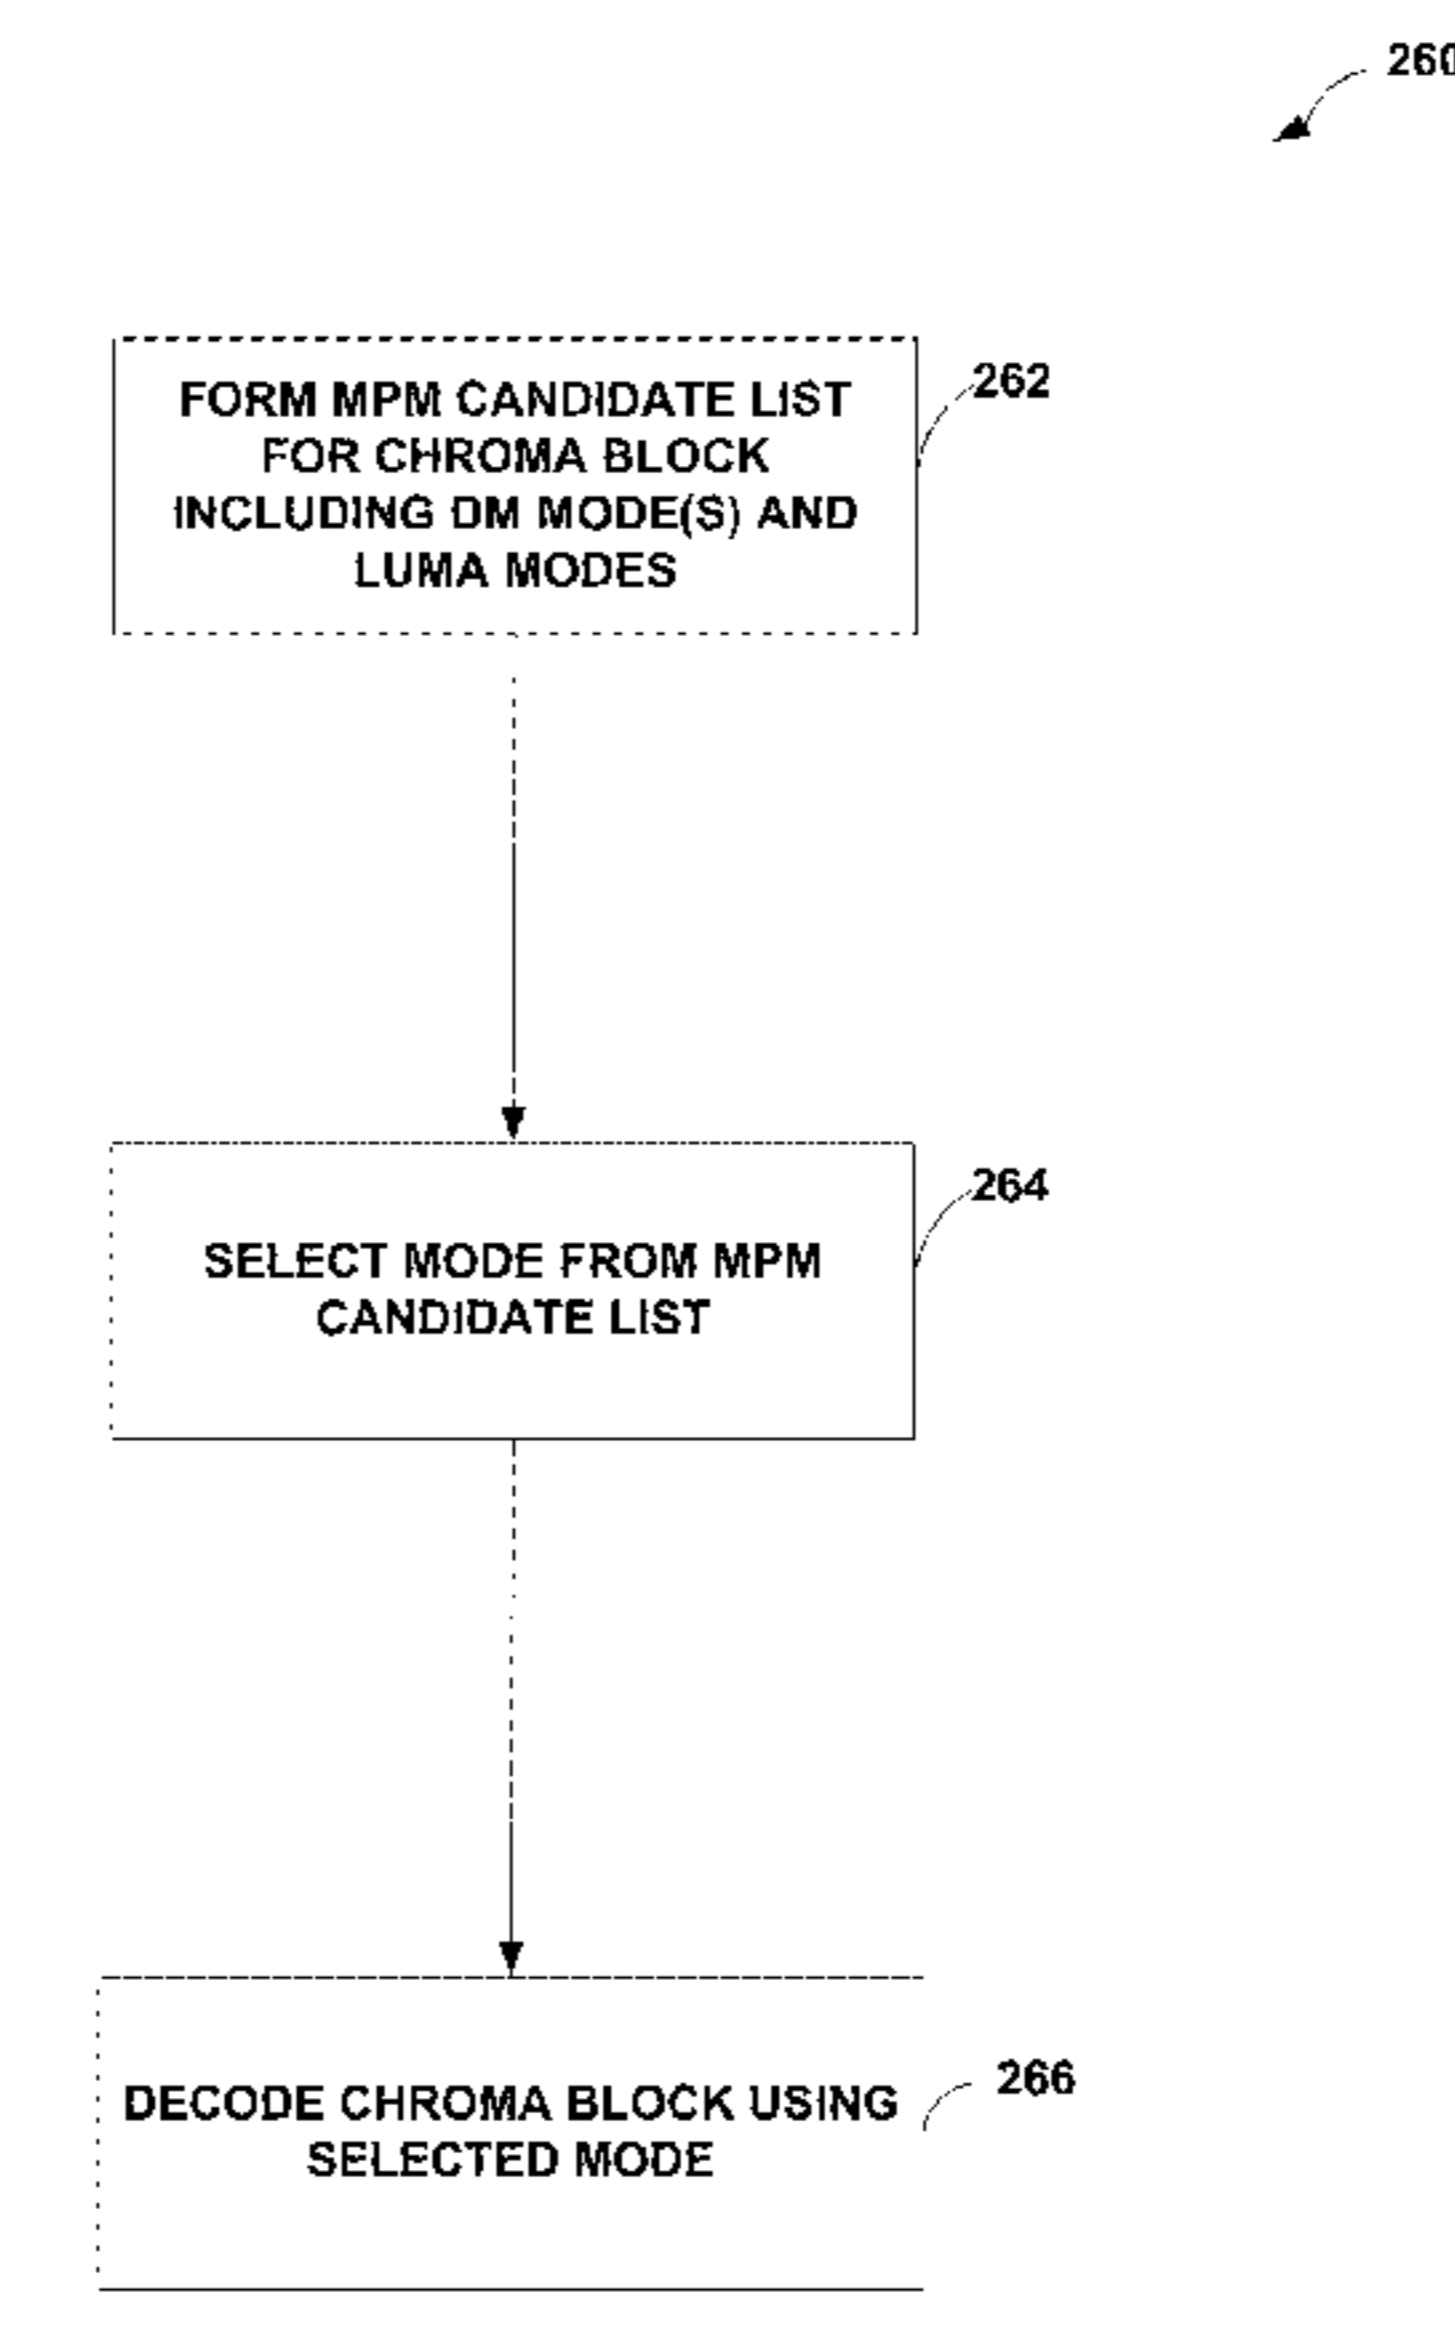 260
FORM MPM CANDIDATE LIST
FOR CHROMA BLOCK
INCLUDING DM MODE(S) AND
LUMA MODES
262
SELECT MODE FROM MPM
CANDIDATE LIST
264
DECODE CHROMA BLOCK USING
SELECTED MODE
266